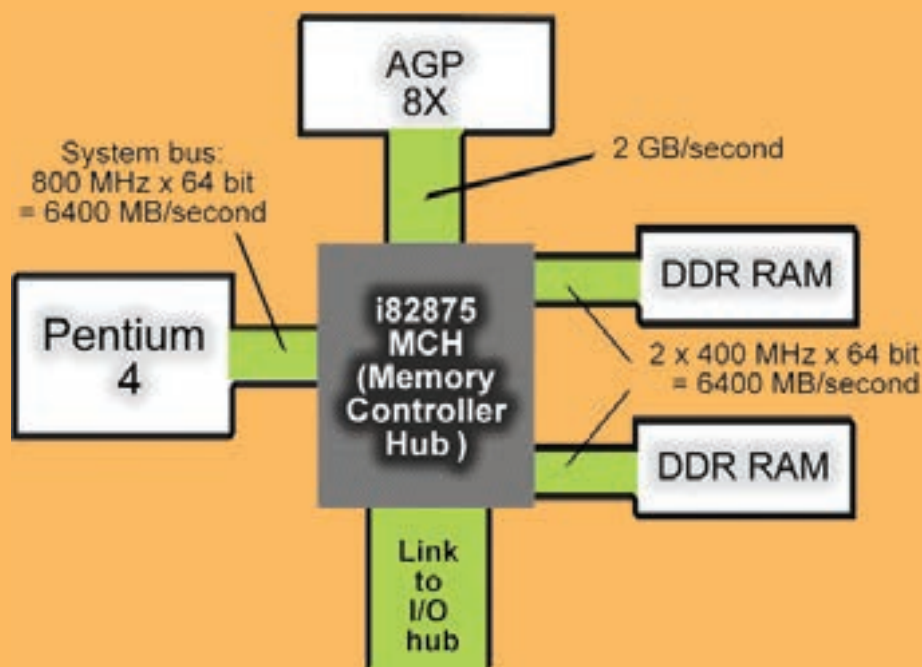 AGP
8X
System bus:
800 MHz x 64 bit
= 6400 MB/second
2 GB/second
DDR RAM
Pentium
4
i82875
MCH
(Memory
Controller
Hub )
2 x 400 MHz x 64 bit
= 6400 MB/second
DDR RAM
Link
to
I/O
hub